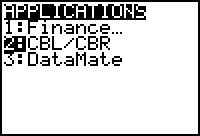 APPLICATIONS
1:Finance…
2:CBL/CBR
3:DataMate